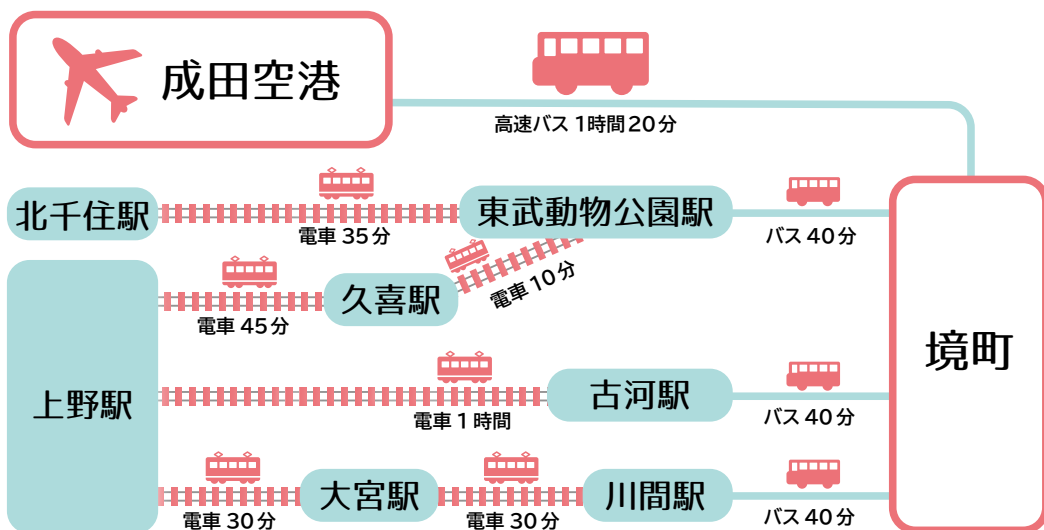 成田空港
高速バス 1時間20分
北千住駅
電車 35分
東武動物公園駅
バス 40分
電車 10分
上野駅
電車 45分
久喜駅
境町
電車 1時間
古河駅
バス 40分
電車 30分
大宮駅
電車 30分
川間駅
バス 40分